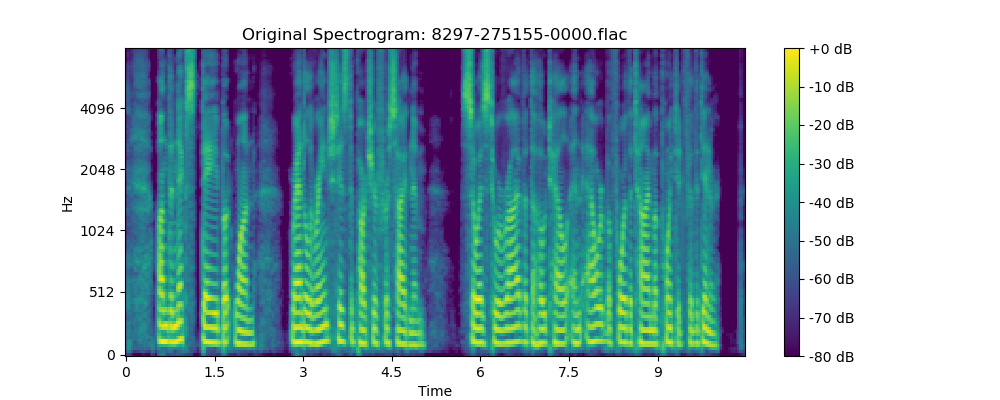 Original Spectrogram: 8297-275155-0000.flac
+0 dB
4096
-10 dB
-20 dB
2048
-30 dB
Hz
1024
-40 dB
-50 dB
512
-60 dB
-70 dB
0
-80 dB
0 1.5 3 4.5 6 7.5 9
Time